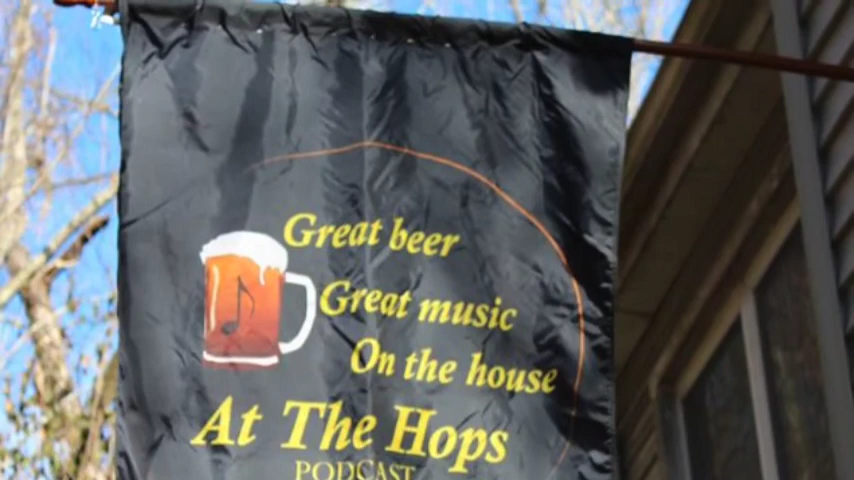 Great beer
Great music
On the house
At The Hops
PODCAST